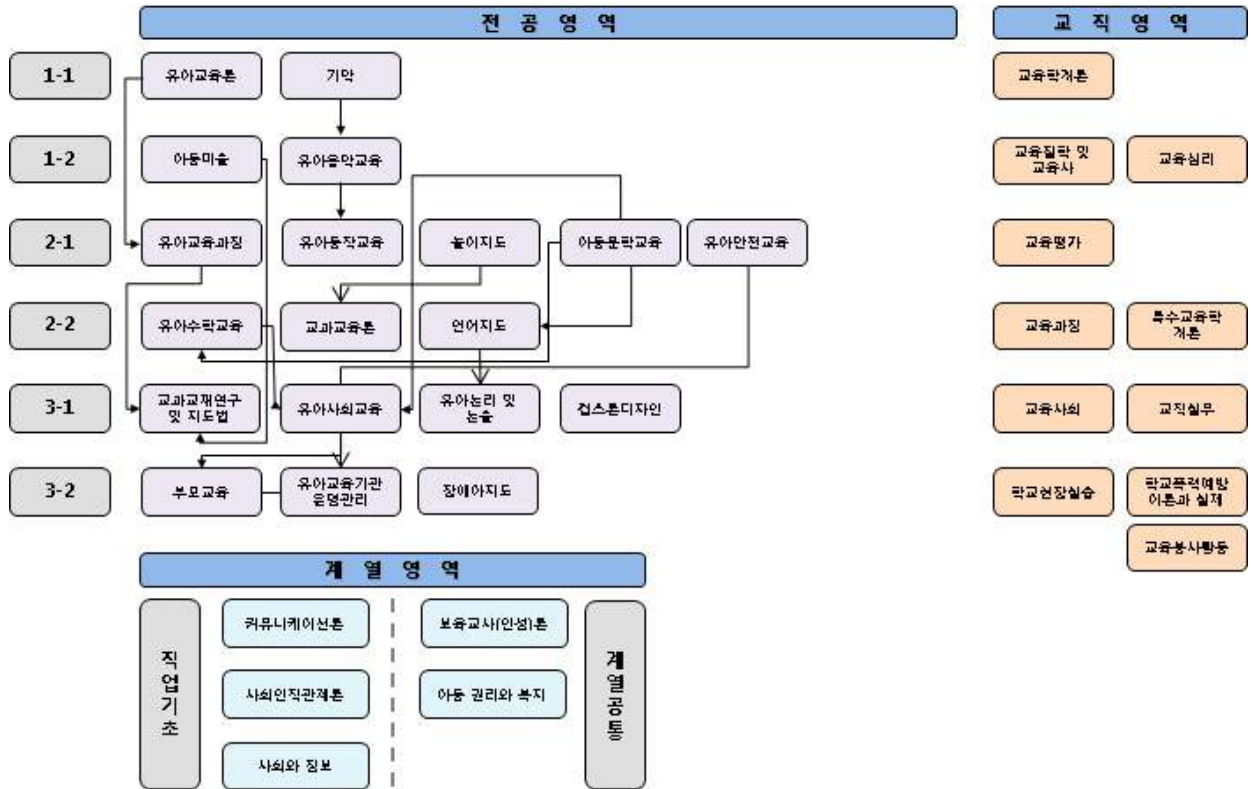 전 공 영 역
교 직 영 역
1-1
유아교육론
기악
교육학개론
1-2
아동미술
유아음악교육
교육철학 및
교육사
교육심리
2-1
유아교육과정
유아동작교육
놀이지도
아동문학교육
유아안전교육
교육평가
2-2
유아수학교육
교과교육론
언어지도
교육과정
특수교육학
개론
3-1
교과교재연구
및 지도법
유아사회교육
유아논리 및
논술
캡스톤디자인
교육사회
교직실무
3-2
부모교육
유아교육기관
운영관리
장애아지도
학교현장실습
학교폭력예방
이론과 실제
교육봉사활동
계 열 영 역
직업기초
커뮤니케이션론
보육교사(인성)론
계열공통
사회인직관계론
아동 권리와 복지
사회와 정보